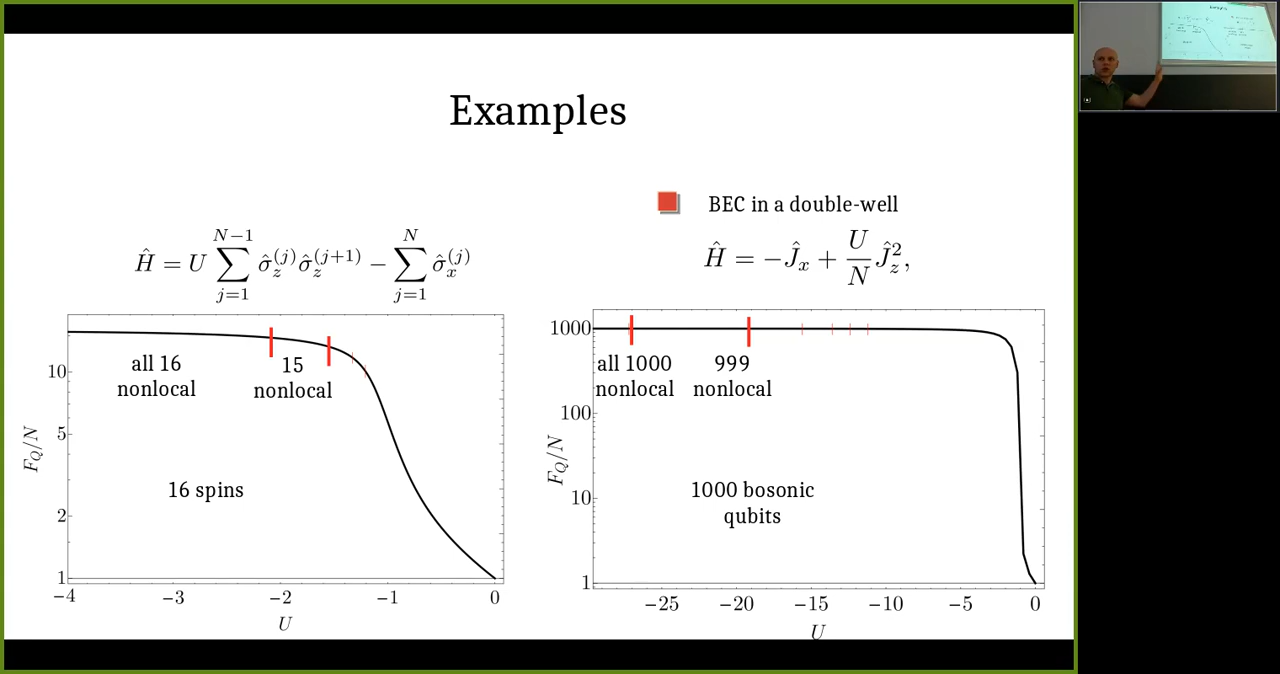 Examples
$\hat{H} = U \sum_{j=1}^{N-1} \hat{\sigma}_z^{(j)} \hat{\sigma}_z^{(j+1)} - \sum_{j=1}^{N} \hat{\sigma}_x^{(j)}$
10
5
2
1
F_Q/N
all 16
nonlocal
15
nonlocal
16 spins
−4 −3 −2 −1 0
U
BEC in a double-well
$\hat{H} = -\hat{J}_x + \frac{U}{N} \hat{J}_z^2,$
1000
100
10
1
F_Q/N
all 1000
nonlocal
999
nonlocal
1000 bosonic
qubits
−25 −20 −15 −10 −5 0
U